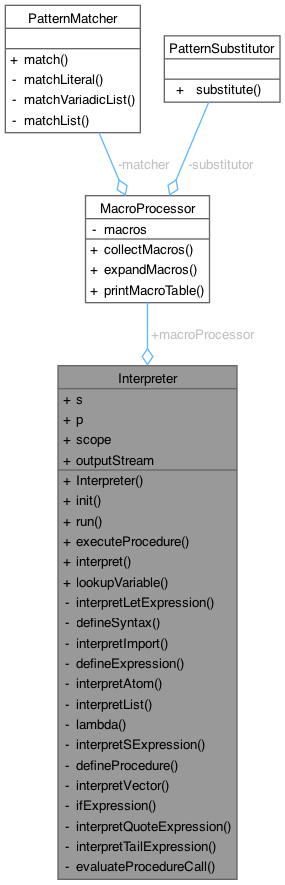 PatternMatcher
+ match()
- matchLiteral()
- matchVariadicList()
- matchList()
PatternSubstitutor
+ substitute()
-matcher
-substitutor
MacroProcessor
- macros
+ collectMacros()
+ expandMacros()
+ printMacroTable()
+macroProcessor
Interpreter
+ s
+ p
+ scope
+ outputStream
+ Interpreter()
+ init()
+ run()
+ executeProcedure()
+ interpret()
+ lookupVariable()
- interpretLetExpression()
- defineSyntax()
- interpretImport()
- defineExpression()
- interpretAtom()
- interpretList()
- lambda()
- interpretSExpression()
- defineProcedure()
- interpretVector()
- ifExpression()
- interpretQuoteExpression()
- interpretTailExpression()
- evaluateProcedureCall()